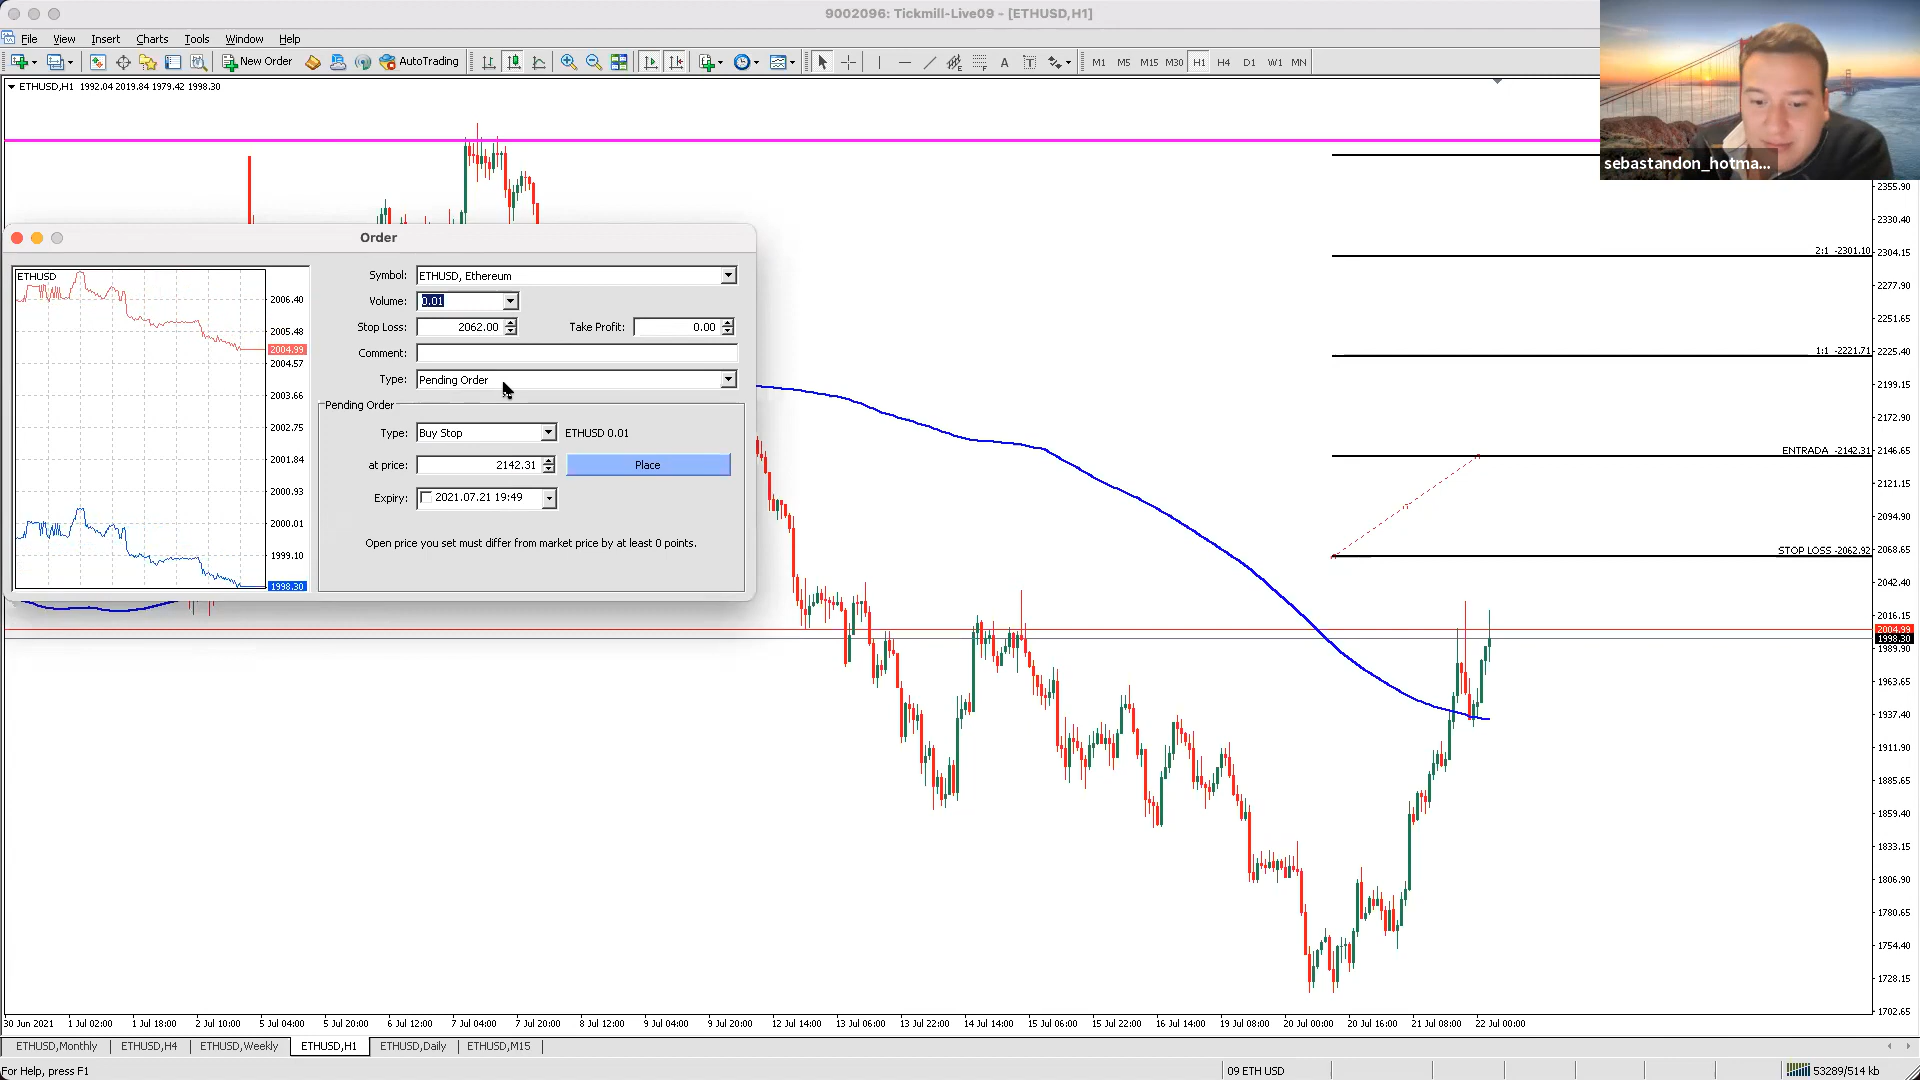 9002096: Tickmill-Live09 - [ETHUSD,H1]
File View Insert Charts Tools Window Help
New Order AutoTrading A T M1 M5 M15 M30 H1 H4 D1 W1 MN
ETHUSD,H1 1992.04 2019.84 1979.42 1998.30
sebastandon_hotma...
2355.90
2330.40
2:1 -2301.10
2304.15
2277.90
2251.65
1:1 -2221.71
2225.40
2199.15
2172.90
ENTRADA -2142.31
2146.65
2121.15
2094.90
STOP LOSS -2062.92
2068.65
2042.40
2016.15
2004.99
1998.30
1989.90
1963.65
1937.40
1911.90
1885.65
1859.40
1833.15
1806.90
1780.65
1754.40
1728.15
1702.65
Order
ETHUSD
2006.40
2005.48
2004.99
2004.57
2003.66
2002.75
2001.84
2000.93
2000.01
1999.10
1998.30
Symbol: ETHUSD, Ethereum
Volume: 0.01
Stop Loss: 2062.00 Take Profit: 0.00
Comment:
Type: Pending Order
Pending Order
Type: Buy Stop ETHUSD 0.01
at price: 2142.31 Place
Expiry: 2021.07.21 19:49
Open price you set must differ from market price by at least 0 points.
30 Jun 2021 1 Jul 02:00 1 Jul 18:00 2 Jul 10:00 5 Jul 04:00 5 Jul 20:00 6 Jul 12:00 7 Jul 04:00 7 Jul 20:00 8 Jul 12:00 9 Jul 04:00 9 Jul 20:00 12 Jul 14:00 13 Jul 06:00 13 Jul 22:00 14 Jul 14:00 15 Jul 06:00 15 Jul 22:00 16 Jul 14:00 19 Jul 08:00 20 Jul 00:00 20 Jul 16:00 21 Jul 08:00 22 Jul 00:00
ETHUSD,Monthly ETHUSD,H4 ETHUSD,Weekly ETHUSD,H1 ETHUSD,Daily ETHUSD,M15
For Help, press F1 09 ETH USD 53289/514 kb